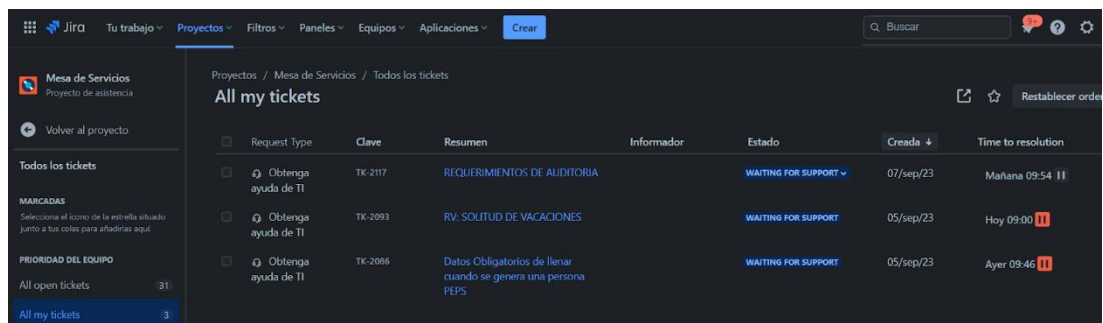 Jira Tu trabajo Proyectos Filtros Paneles Equipos Aplicaciones Crear Buscar 9+
Mesa de Servicios
Proyecto de asistencia
Volver al proyecto
Todos los tickets
MARCADAS
Selecciona el icono de la estrella situado
junto a tus colas para añadirlas aquí.
PRIORIDAD DEL EQUIPO
All open tickets 31
All my tickets 3
Proyectos / Mesa de Servicios / Todos los tickets
All my tickets
Restablecer orden
Request Type Clave Resumen Informador Estado Creada Time to resolution
Obtenga TK-2117 REQUERIMIENTOS DE AUDITORIA WAITING FOR SUPPORT 07/sep/23 Mañana 09:54
ayuda de TI
Obtenga TK-2093 RV: SOLITUD DE VACACIONES WAITING FOR SUPPORT 05/sep/23 Hoy 09:00
ayuda de TI
Obtenga TK-2086 Datos Obligatorios de llenar WAITING FOR SUPPORT 05/sep/23 Ayer 09:46
ayuda de TI cuando se genera una persona
PEPS